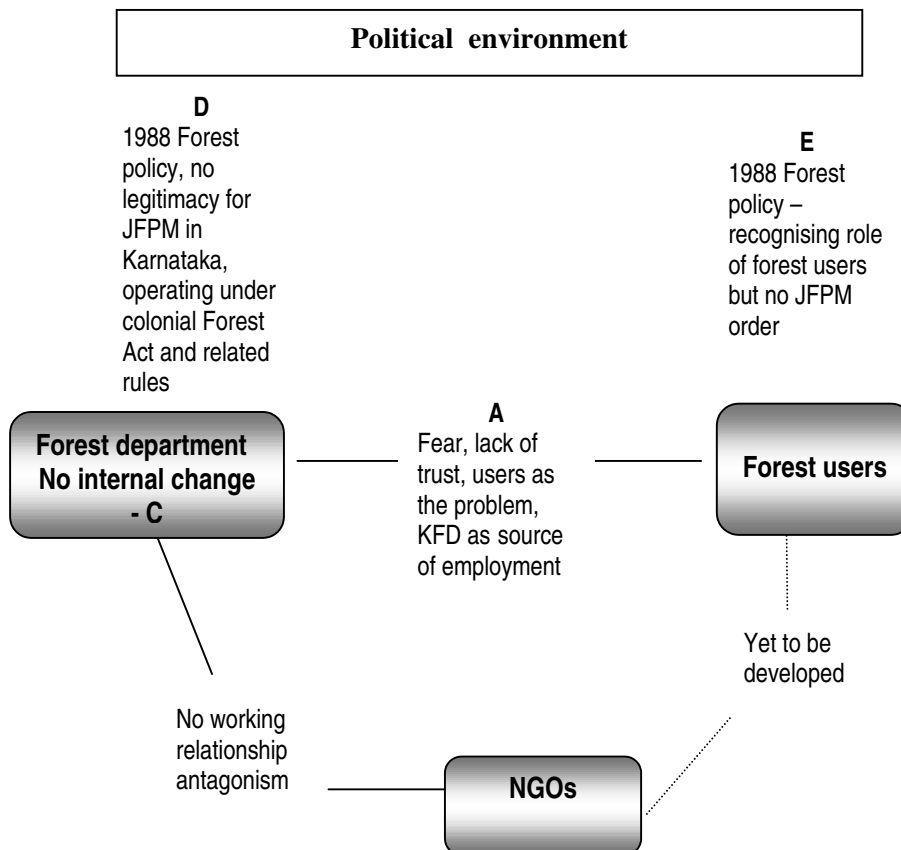 Political environment
D
1988 Forest
policy, no
legitimacy for
JFPM in
Karnataka,
operating under
colonial Forest
Act and related
rules
E
1988 Forest
policy –
recognising role
of forest users
but no JFPM
order
Forest department
No internal change
- C
A
Fear, lack of
trust, users as
the problem,
KFD as source
of employment
Forest users
No working
relationship
antagonism
Yet to be
developed
NGOs